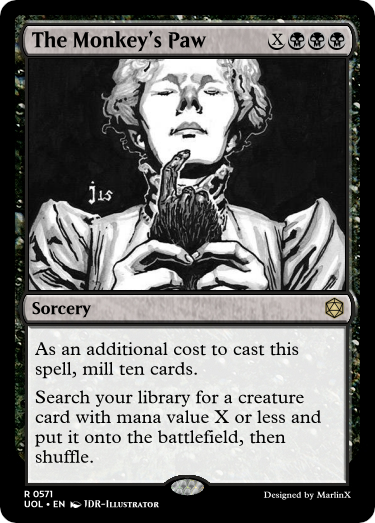 The Monkey's Paw X
j 15
Sorcery
As an additional cost to cast this
spell, mill ten cards.
Search your library for a creature
card with mana value X or less and
put it onto the battlefield, then
shuffle.
R 0571
UOL • EN JDR-Illustrator Designed by MarlinX